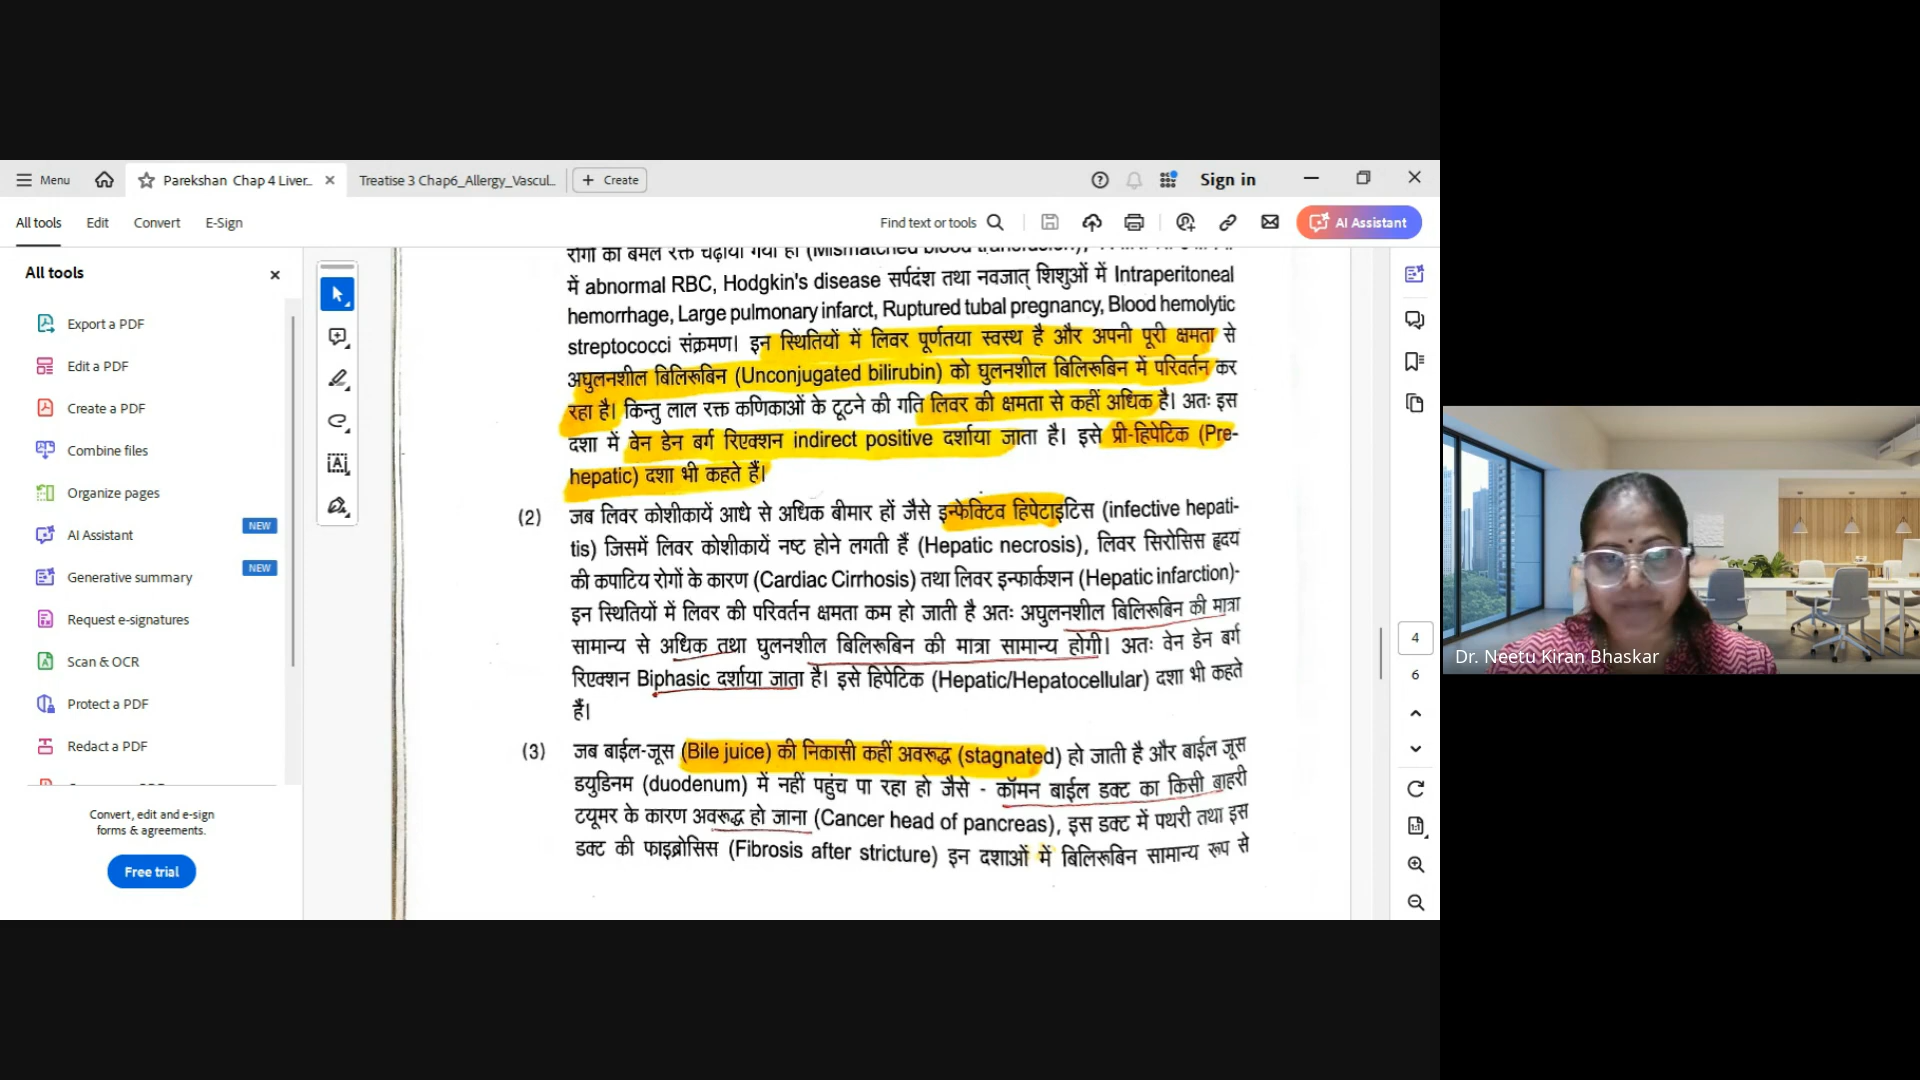 Menu
Parekshan Chap 4 Liver...
Treatise 3 Chap6_Allergy_Vascul...
Create
Sign in
All tools
Edit
Convert
E-Sign
Find text or tools
AI Assistant
All tools
Export a PDF
Edit a PDF
Create a PDF
Combine files
Organize pages
AI Assistant
NEW
Generative summary
NEW
Request e-signatures
Scan & OCR
Protect a PDF
Redact a PDF
Convert, edit and e-sign
forms & agreements.
Free trial
रक्त चढ़ाया गया हो (Mismatched blood transfusion),
में abnormal RBC, Hodgkin's disease सर्पदंश तथा नवजात् शिशुओं में Intraperitoneal
hemorrhage, Large pulmonary infarct, Ruptured tubal pregnancy, Blood hemolytic
streptococci संक्रमण। इन स्थितियों में लिवर पूर्णतया स्वस्थ है और अपनी पूरी क्षमता से
अघुलनशील बिलिरूबिन (Unconjugated bilirubin) को घुलनशील बिलिरूबिन में परिवर्तन कर
रहा है। किन्तु लाल रक्त कणिकाओं के टूटने की गति लिवर की क्षमता से कहीं अधिक है। अतः इस
दशा में वेन डेन बर्ग रिएक्शन indirect positive दर्शाया जाता है। इसे प्री-हिपेटिक (Pre-
hepatic) दशा भी कहते हैं।
(2) जब लिवर कोशीकायें आधे से अधिक बीमार हों जैसे इन्फेक्टिव हिपेटाइटिस (infective hepati-
tis) जिसमें लिवर कोशीकायें नष्ट होने लगती हैं (Hepatic necrosis), लिवर सिरोसिस हृदय
की कपाटिय रोगों के कारण (Cardiac Cirrhosis) तथा लिवर इन्फार्कशन (Hepatic infarction)-
इन स्थितियों में लिवर की परिवर्तन क्षमता कम हो जाती है अतः अघुलनशील बिलिरूबिन की मात्रा
सामान्य से अधिक तथा घुलनशील बिलिरूबिन की मात्रा सामान्य होगी। अतः वेन डेन बर्ग
रिएक्शन Biphasic दर्शाया जाता है। इसे हिपेटिक (Hepatic/Hepatocellular) दशा भी कहते
हैं।
(3) जब बाईल-जूस (Bile juice) की निकासी कहीं अवरूद्ध (stagnated) हो जाती है और बाईल जूस
डयुडिनम (duodenum) में नहीं पहुंच पा रहा हो जैसे - कॉमन बाईल डक्ट का किसी बाहरी
टयूमर के कारण अवरूद्ध हो जाना (Cancer head of pancreas), इस डक्ट में पथरी तथा इस
डक्ट की फाइब्रोसिस (Fibrosis after stricture) इन दशाओं में बिलिरूबिन सामान्य रूप से
4
6
Dr. Neetu Kiran Bhaskar